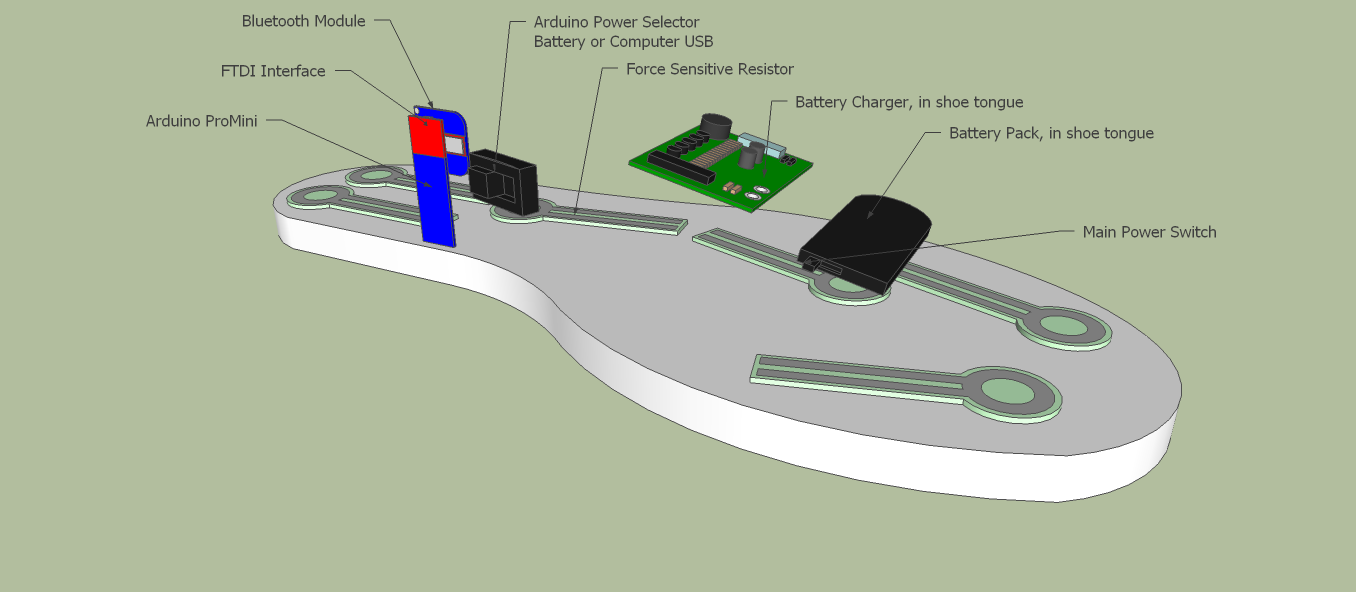 Bluetooth Module
Arduino Power Selector
Battery or Computer USB
FTDI Interface
Force Sensitive Resistor
Battery Charger, in shoe tongue
Arduino ProMini
Battery Pack, in shoe tongue
Main Power Switch